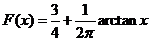 F(x) = 3/4 + 1/(2π) arctan x